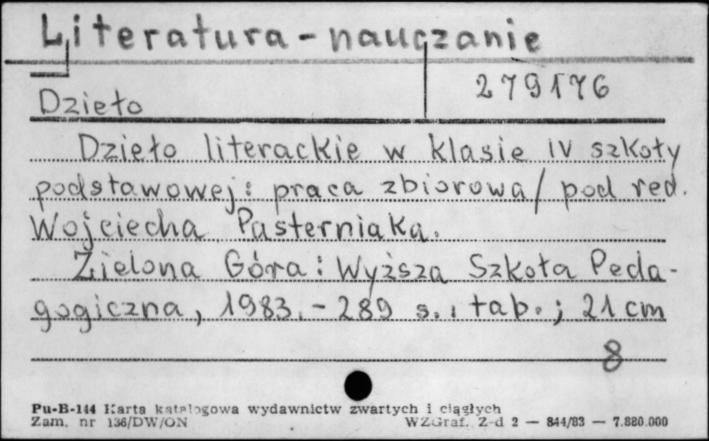 Literatura - nauczanie
279176
Dzieło
Dzieło literackie w klasie IV szkoły
podstawowej : praca zbiorowa / pod red.
Wojciecha Pasterniaka.
Zielona Góra : Wyższa Szkoła Peda-
gogiczna, 1983. - 289 s. : tab. ; 21 cm
8
Pu-B-144 Karta katalogowa wydawnictw zwartych i ciągłych
Zam. nr 136/DW/ON WZGraf. Z-d 2 — 844/83 — 7.880.000